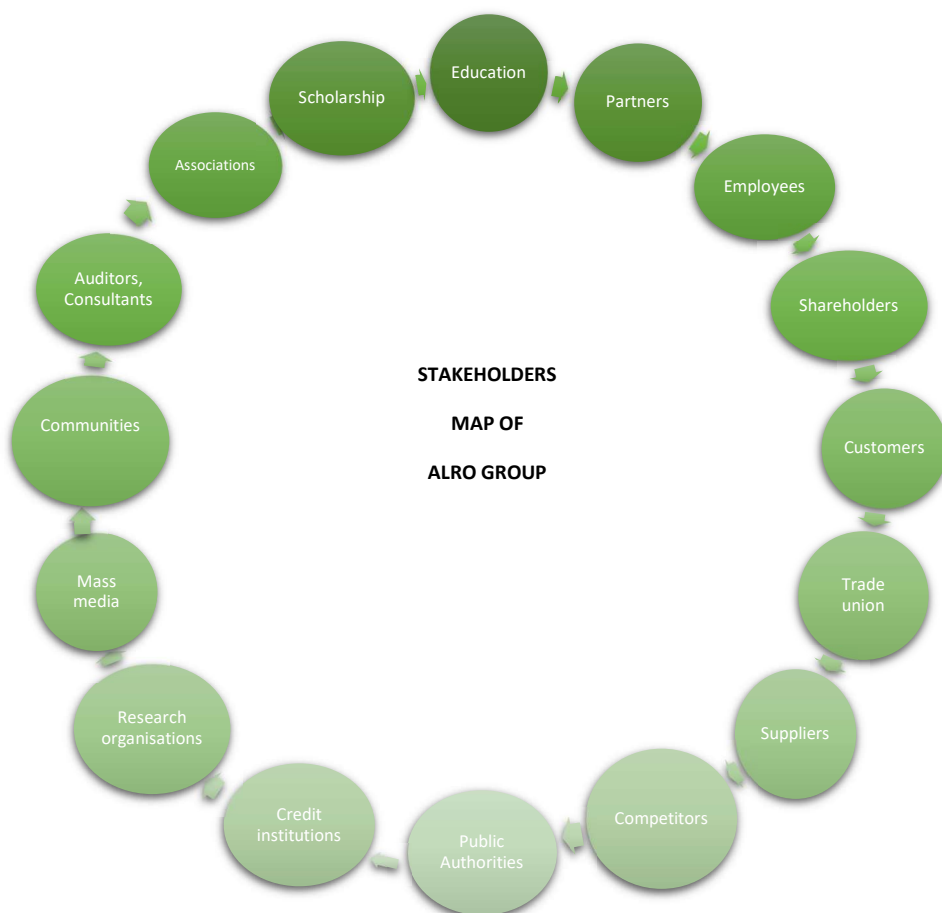 Education
Partners
Employees
Shareholders
Customers
Trade
union
Suppliers
Competitors
Public
Authorities
Credit
institutions
Research
organisations
Mass
media
Communities
Auditors,
Consultants
Associations
Scholarship
STAKEHOLDERS
MAP OF
ALRO GROUP